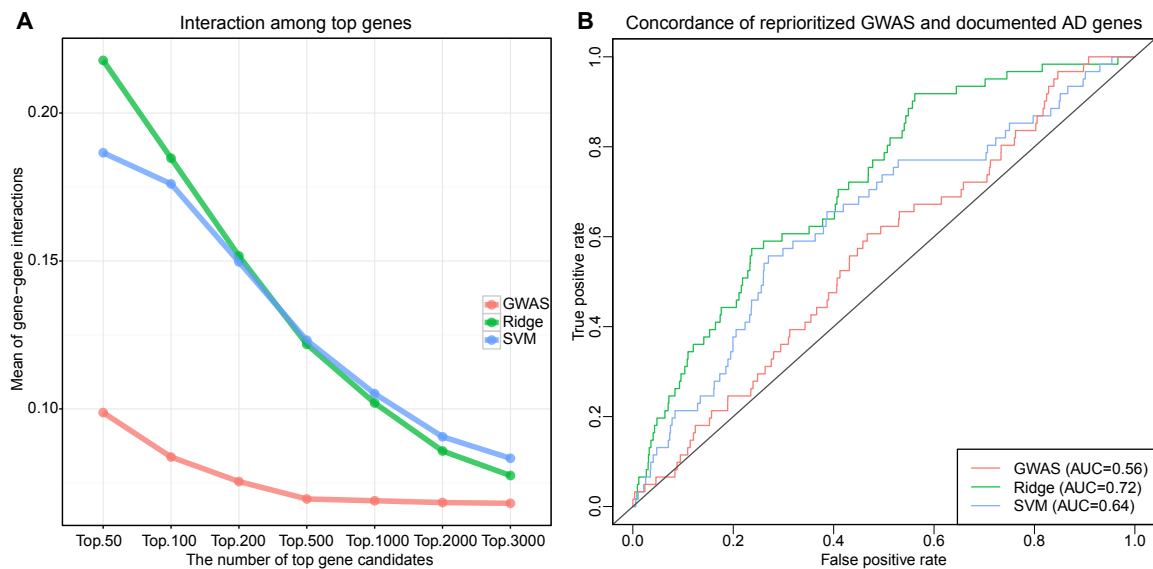 A
Interaction among top genes
Mean of gene-gene interactions
0.20
0.15
0.10
GWAS
Ridge
SVM
Top.50 Top.100 Top.200 Top.500 Top.1000 Top.2000 Top.3000
The number of top gene candidates
B
Concordance of reprioritized GWAS and documented AD genes
True positive rate
1.0
0.8
0.6
0.4
0.2
0.0
GWAS (AUC=0.56)
Ridge (AUC=0.72)
SVM (AUC=0.64)
0.0 0.2 0.4 0.6 0.8 1.0
False positive rate